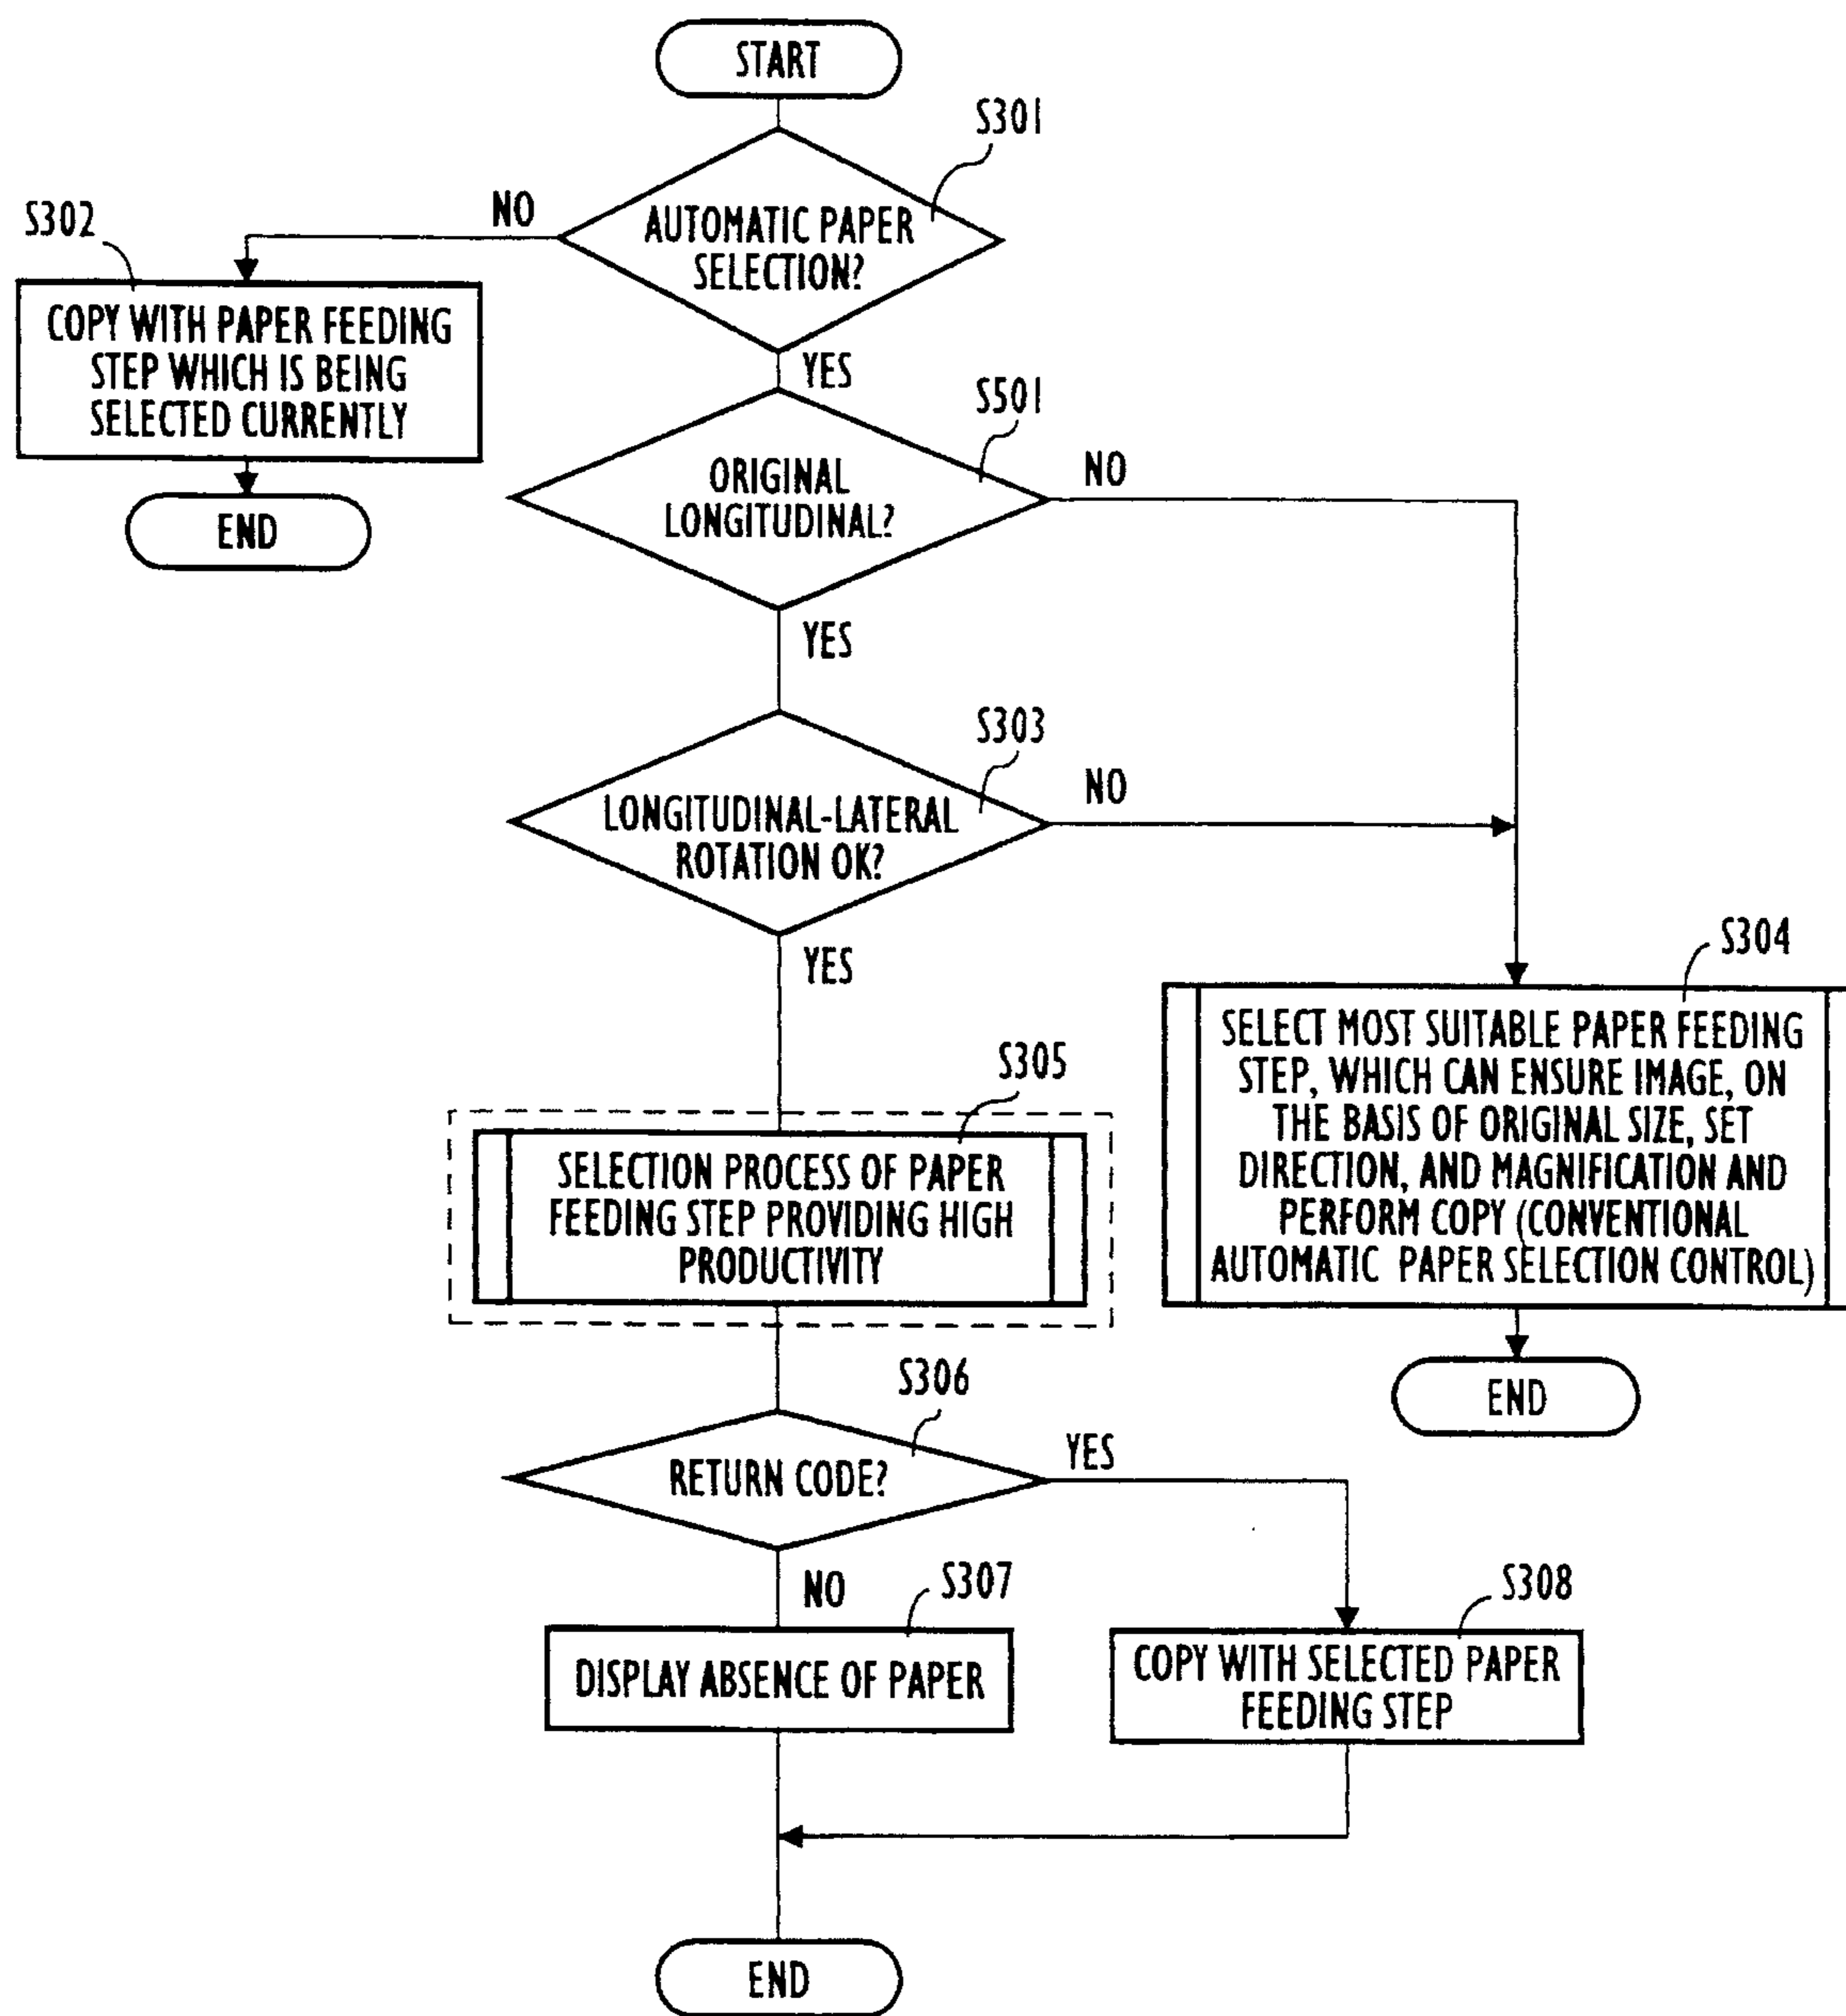 START
S301
AUTOMATIC PAPER
SELECTION?
NO
S302
COPY WITH PAPER FEEDING
STEP WHICH IS BEING
SELECTED CURRENTLY
END
YES
S501
ORIGINAL
LONGITUDINAL?
NO
YES
S303
LONGITUDINAL-LATERAL
ROTATION OK?
NO
YES
S304
SELECT MOST SUITABLE PAPER FEEDING
STEP, WHICH CAN ENSURE IMAGE, ON
THE BASIS OF ORIGINAL SIZE, SET
DIRECTION, AND MAGNIFICATION AND
PERFORM COPY (CONVENTIONAL
AUTOMATIC PAPER SELECTION CONTROL)
END
S305
SELECTION PROCESS OF PAPER
FEEDING STEP PROVIDING HIGH
PRODUCTIVITY
S306
RETURN CODE?
YES
NO
S307
DISPLAY ABSENCE OF PAPER
S308
COPY WITH SELECTED PAPER
FEEDING STEP
END